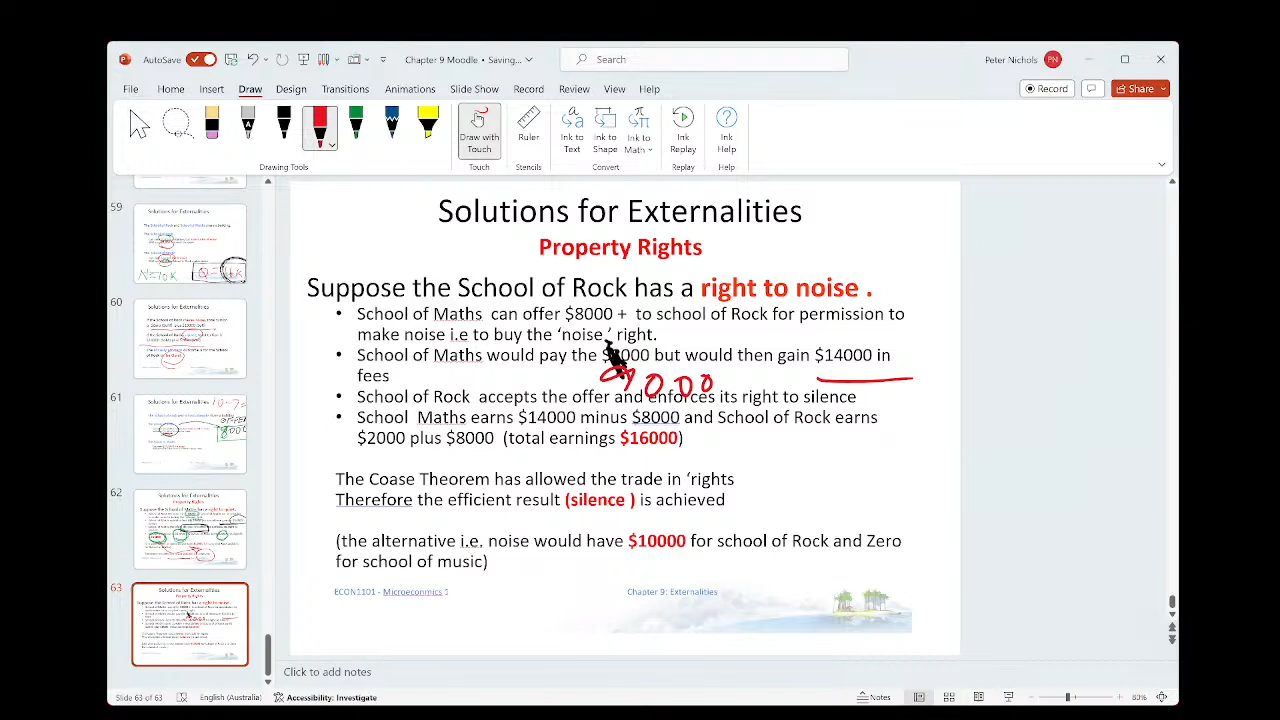 AutoSave
Chapter 9 Moodle • Saving...
Search
Peter Nichols PN
File Home Insert Draw Design Transitions Animations Slide Show Record Review View Help
Record Share
Draw with Touch
Ruler
Ink to Text
Ink to Shape
Ink to Math
Ink Replay
Ink Help
Drawing Tools Touch Stencils Convert Replay Help
59
60
61
62
63
Solutions for Externalities
Property Rights
Suppose the School of Rock has a right to noise .
• School of Maths can offer $8000 + to school of Rock for permission to
make noise i.e to buy the ‘noise,’ right.
• School of Maths would pay the but would then gain $14000 in
fees
• School of Rock accepts the offer and enforces its right to silence
• School Maths earns $14000 minus $8000 and School of Rock earns
$2000 plus $8000 (total earnings $16000)
The Coase Theorem has allowed the trade in ‘rights
Therefore the efficient result (silence ) is achieved
(the alternative i.e. noise would have $10000 for school of Rock and Zero
for school of music)
ECON1101 - Microeconmics 1
Chapter 9: Externalities
Click to add notes
Slide 63 of 63 English (Australia) Accessibility: Investigate Notes 80%